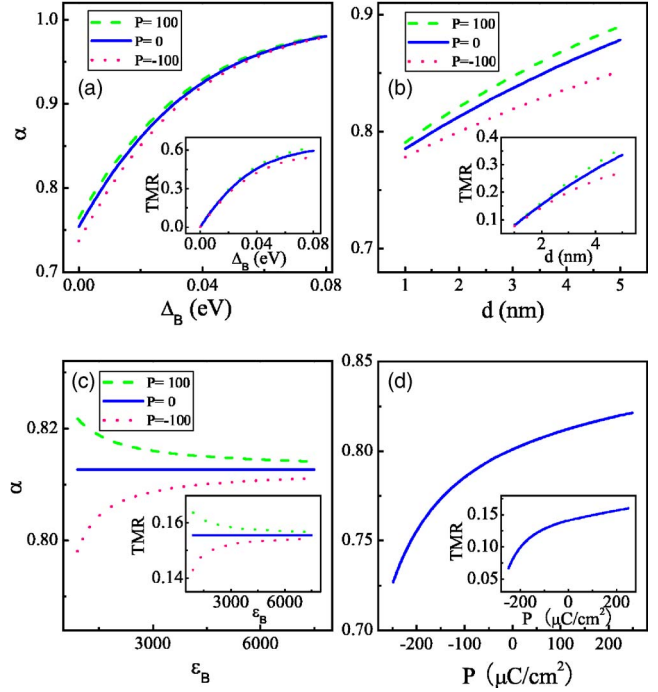 P= 100
P= 0
P=-100
(a)
α
1.0
0.9
0.8
0.7
0.00
0.04
0.08
Δ_B (eV)
TMR
0.6
0.3
0.0
0.00
0.04
0.08
Δ_B (eV)
P= 100
P= 0
P=-100
(b)
0.9
0.8
0.7
1
2
3
4
5
d (nm)
TMR
0.4
0.3
0.2
0.1
2
4
d (nm)
(c)
P= 100
P= 0
P=-100
α
0.82
0.80
3000
6000
ε_B
TMR
0.16
0.14
3000
6000
ε_B
(d)
0.85
0.80
0.75
0.70
-200
-100
0
100
200
P (μC/cm²)
TMR
0.15
0.10
0.05
-200
0
200
P (μC/cm²)